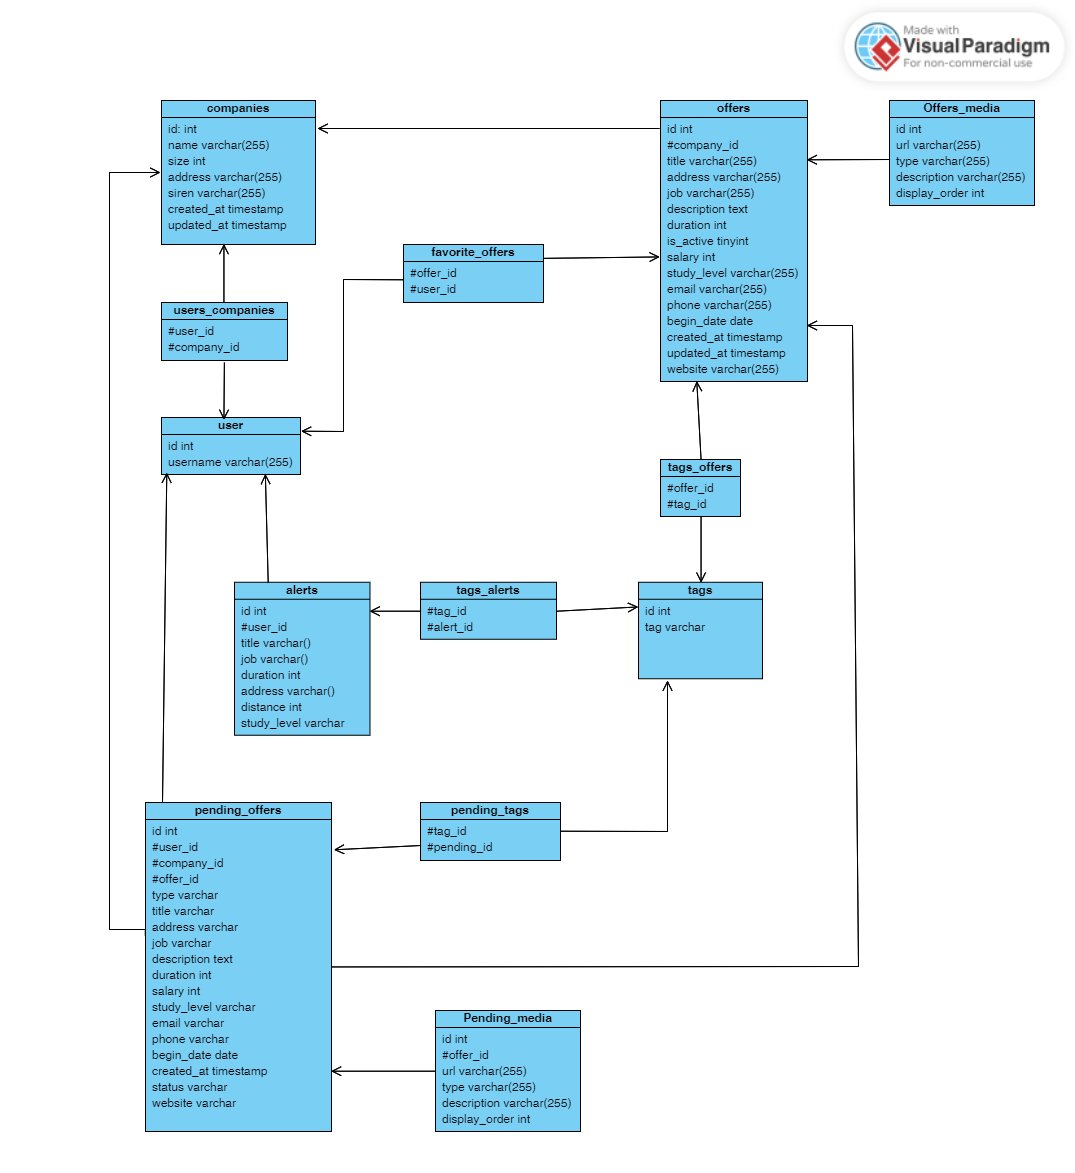 Made with
Visual Paradigm
For non-commercial use
companies
id: int
name varchar(255)
size int
address varchar(255)
siren varchar(255)
created_at timestamp
updated_at timestamp
offers
id int
#company_id
title varchar(255)
address varchar(255)
job varchar(255)
description text
duration int
is_active tinyint
salary int
study_level varchar(255)
email varchar(255)
phone varchar(255)
begin_date date
created_at timestamp
updated_at timestamp
website varchar(255)
Offers_media
id int
url varchar(255)
type varchar(255)
description varchar(255)
display_order int
favorite_offers
#offer_id
#user_id
users_companies
#user_id
#company_id
user
id int
username varchar(255)
tags_offers
#offer_id
#tag_id
alerts
id int
#user_id
title varchar()
job varchar()
duration int
address varchar()
distance int
study_level varchar
tags_alerts
#tag_id
#alert_id
tags
id int
tag varchar
pending_offers
id int
#user_id
#company_id
#offer_id
type varchar
title varchar
address varchar
job varchar
description text
duration int
salary int
study_level varchar
email varchar
phone varchar
begin_date date
created_at timestamp
status varchar
website varchar
pending_tags
#tag_id
#pending_id
Pending_media
id int
#offer_id
url varchar(255)
type varchar(255)
description varchar(255)
display_order int